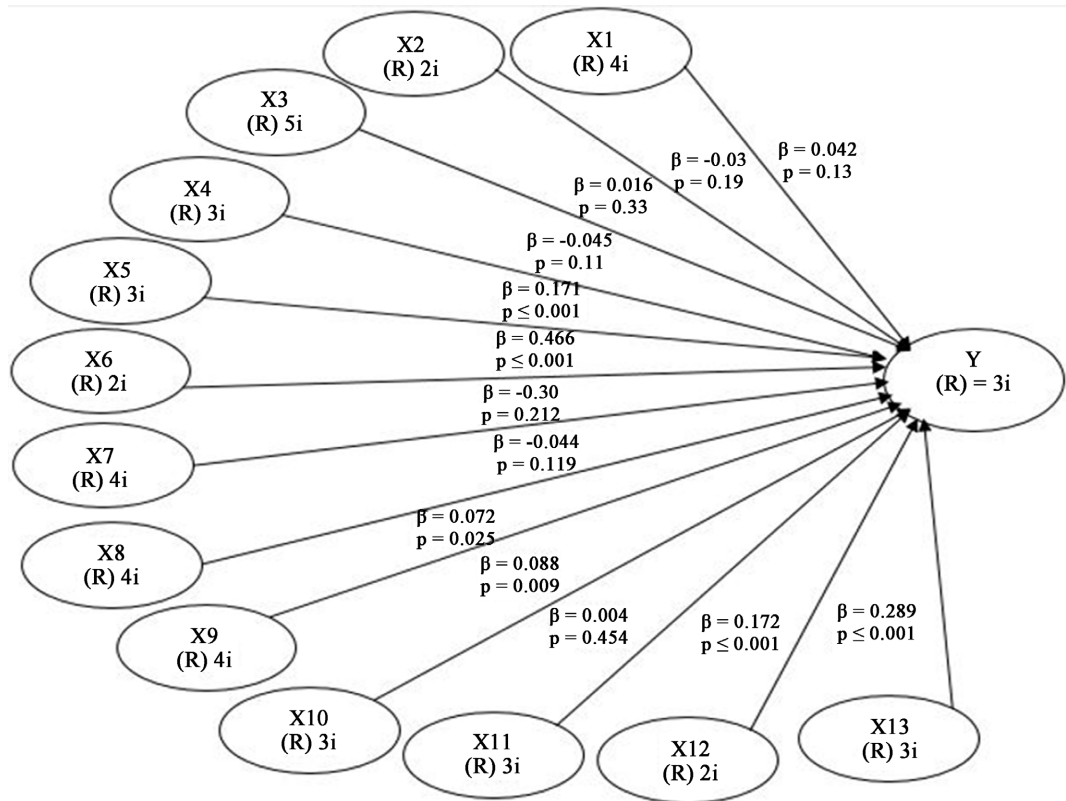 X1
(R) 4i
X2
(R) 2i
X3
(R) 5i
X4
(R) 3i
X5
(R) 3i
X6
(R) 2i
X7
(R) 4i
X8
(R) 4i
X9
(R) 4i
X10
(R) 3i
X11
(R) 3i
X12
(R) 2i
X13
(R) 3i
β = 0.042
p = 0.13
β = -0.03
p = 0.19
β = 0.016
p = 0.33
β = -0.045
p = 0.11
β = 0.171
p ≤ 0.001
β = 0.466
p ≤ 0.001
β = -0.30
p = 0.212
β = -0.044
p = 0.119
β = 0.072
p = 0.025
β = 0.088
p = 0.009
β = 0.004
p = 0.454
β = 0.172
p ≤ 0.001
β = 0.289
p ≤ 0.001
Y
(R) = 3i